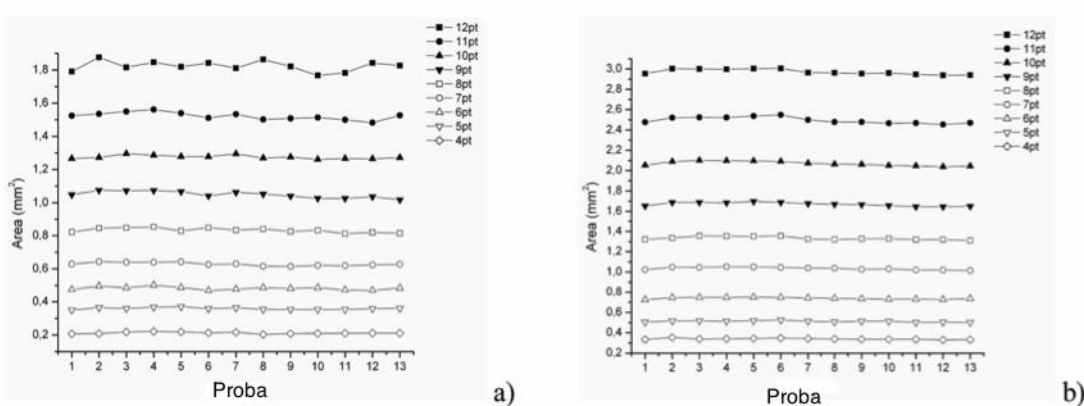 12pt
11pt
10pt
9pt
8pt
7pt
6pt
5pt
4pt
1,8
1,6
1,4
1,2
1,0
0,8
0,6
0,4
0,2
Area (mm²)
1 2 3 4 5 6 7 8 9 10 11 12 13
Proba
a)
12pt
11pt
10pt
9pt
8pt
7pt
6pt
5pt
4pt
3,0
2,8
2,6
2,4
2,2
2,0
1,8
1,6
1,4
1,2
1,0
0,8
0,6
0,4
0,2
Area (mm²)
1 2 3 4 5 6 7 8 9 10 11 12 13
Proba
b)